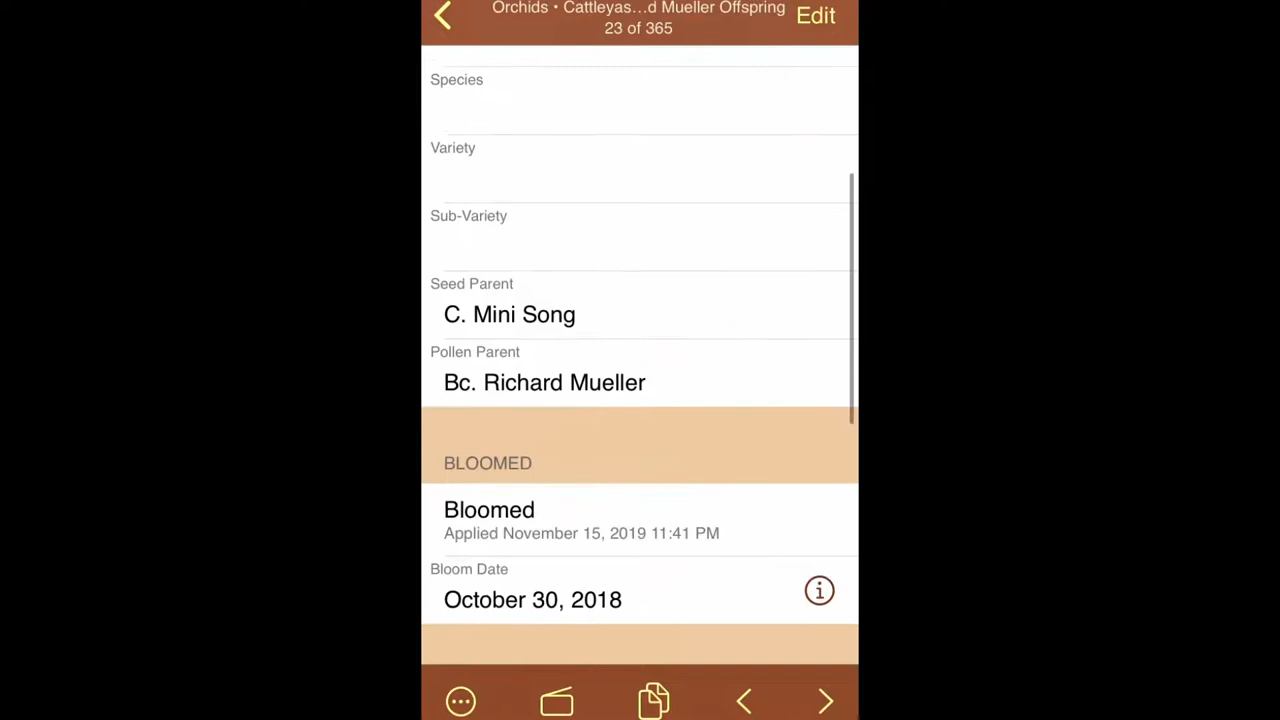 Orchids • Cattleyas...d Mueller Offspring
23 of 365
Edit
Species
Variety
Sub-Variety
Seed Parent
C. Mini Song
Pollen Parent
Bc. Richard Mueller
BLOOMED
Bloomed
Applied November 15, 2019 11:41 PM
Bloom Date
October 30, 2018